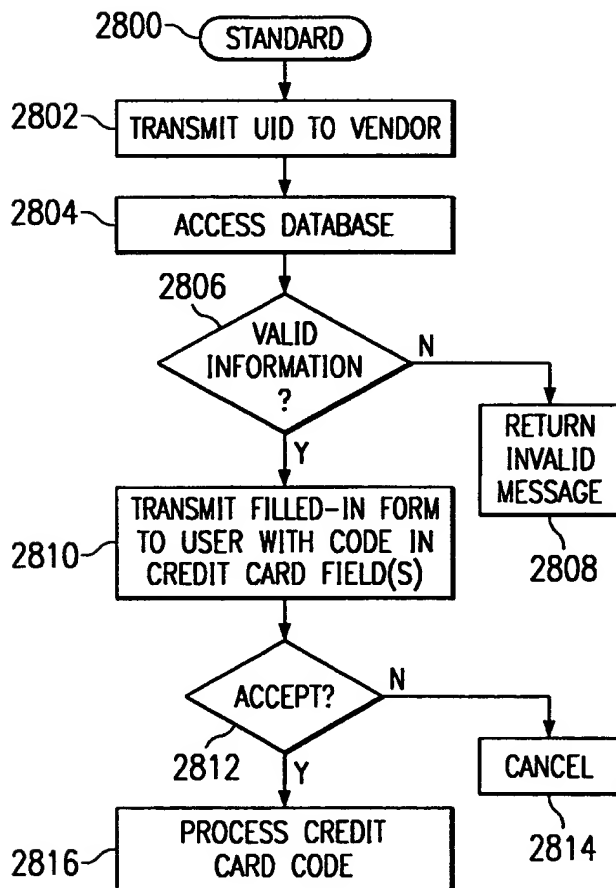 2800
STANDARD
2802
TRANSMIT UID TO VENDOR
2804
ACCESS DATABASE
2806
VALID
INFORMATION
?
N
Y
RETURN
INVALID
MESSAGE
2808
2810
TRANSMIT FILLED-IN FORM
TO USER WITH CODE IN
CREDIT CARD FIELD(S)
ACCEPT?
N
2812
Y
CANCEL
2814
2816
PROCESS CREDIT
CARD CODE